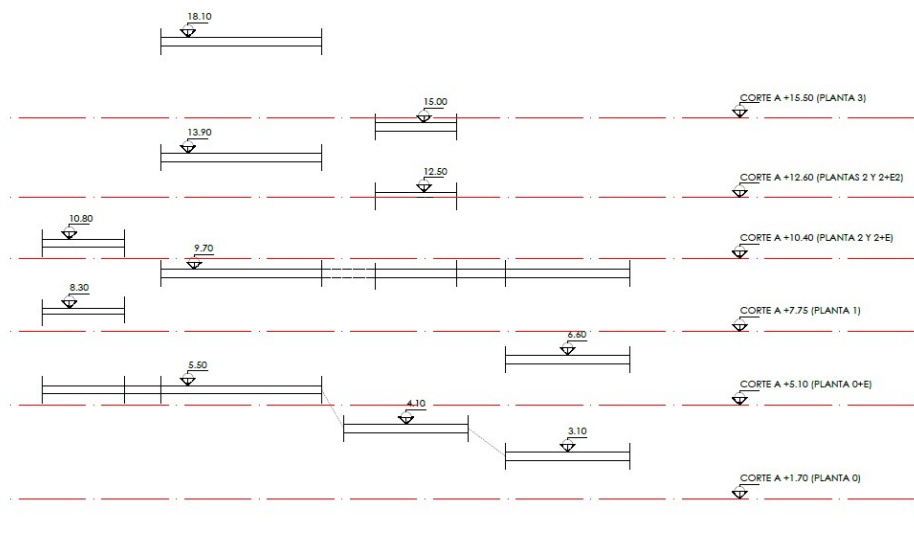 18.10
CORTE A +15.50 (PLANTA 3)
15.00
13.90
CORTE A +12.60 (PLANTAS 2 Y 2+E2)
12.50
10.80
CORTE A +10.40 (PLANTA 2 Y 2+E)
9.70
8.30
CORTE A +7.75 (PLANTA 1)
6.60
5.50
CORTE A +5.10 (PLANTA 0+E)
4.10
3.10
CORTE A +1.70 (PLANTA 0)